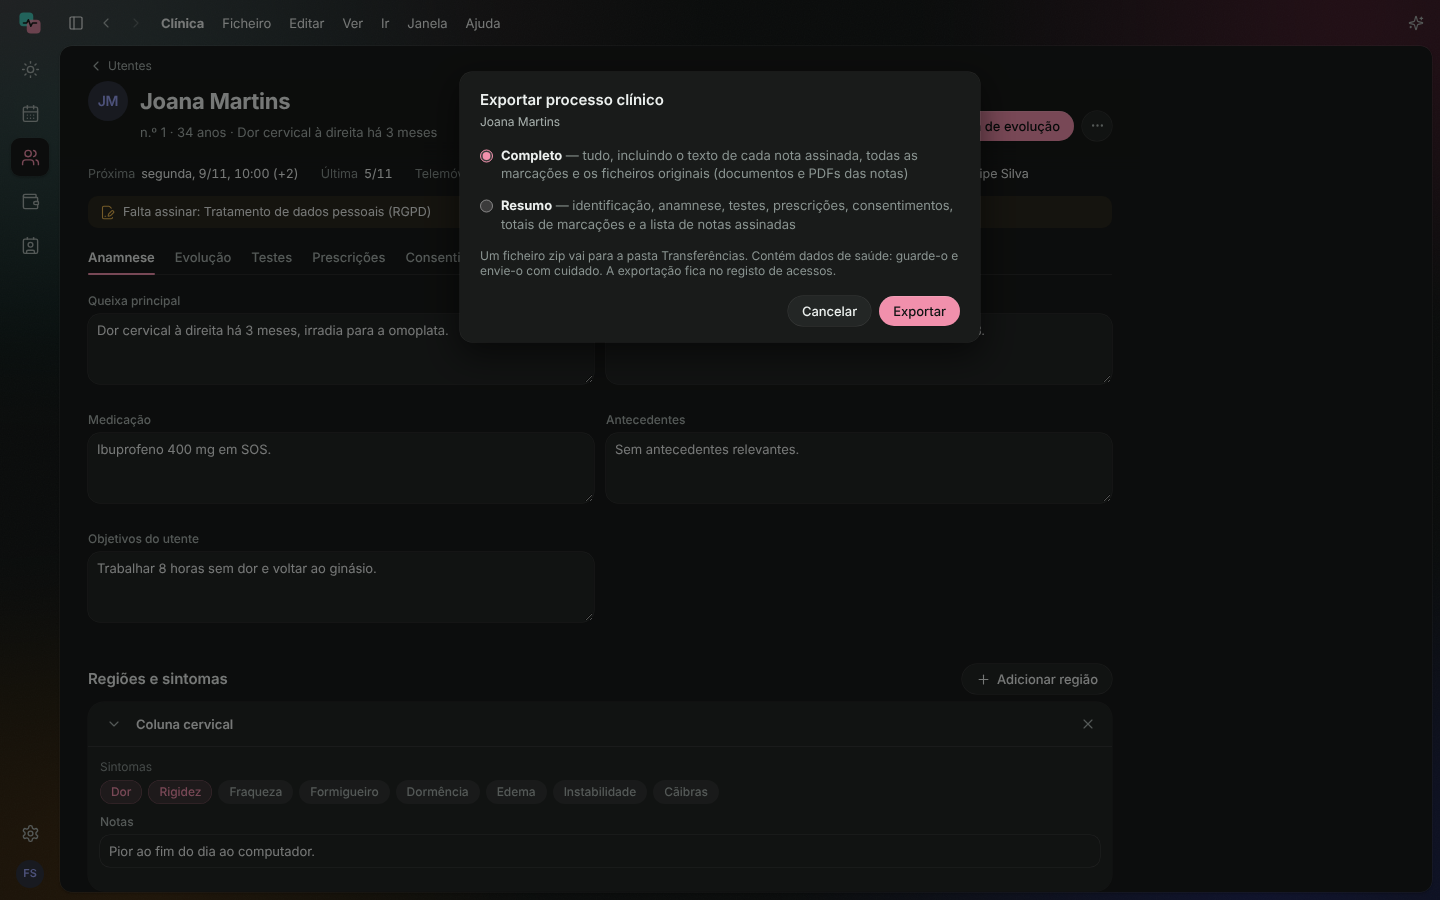 Clínica Ficheiro Editar Ver Ir Janela Ajuda
Utentes
JM
Joana Martins
n.º 1 · 34 anos · Dor cervical à direita há 3 meses
de evolução
Próxima segunda, 9/11, 10:00 (+2) Última 5/11
Silva
Falta assinar: Tratamento de dados pessoais (RGPD)
Anamnese Evolução Testes Prescrições
Exportar processo clínico
Joana Martins
Completo — tudo, incluindo o texto de cada nota assinada, todas as
marcações e os ficheiros originais (documentos e PDFs das notas)
Resumo — identificação, anamnese, testes, prescrições, consentimentos,
totais de marcações e a lista de notas assinadas
Um ficheiro zip vai para a pasta Transferências. Contém dados de saúde: guarde-o e
envie-o com cuidado. A exportação fica no registo de acessos.
Cancelar Exportar
Queixa principal
Dor cervical à direita há 3 meses, irradia para a omoplata.
Medicação
Ibuprofeno 400 mg em SOS.
Antecedentes
Sem antecedentes relevantes.
Objetivos do utente
Trabalhar 8 horas sem dor e voltar ao ginásio.
Regiões e sintomas
Adicionar região
Coluna cervical
Sintomas
Dor Rigidez Fraqueza Formigueiro Dormência Edema Instabilidade Cãibras
Notas
Pior ao fim do dia ao computador.
FS